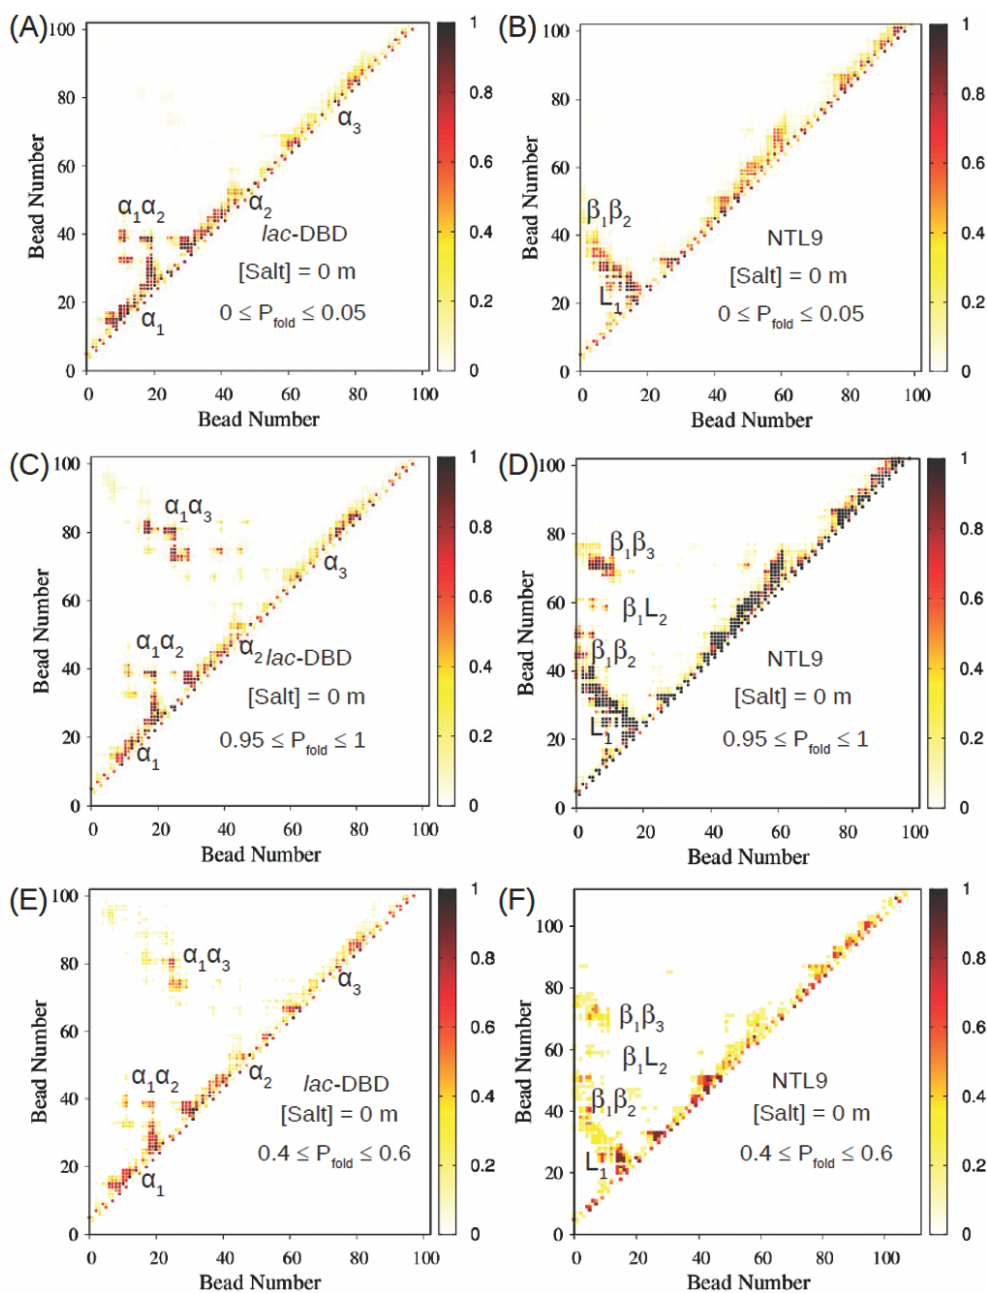 (A)
100
80
60
40
20
0
0 20 40 60 80 100
Bead Number
Bead Number
α3
α2
α1α2
α1
lac-DBD
[Salt] = 0 m
0 ≤ Pfold ≤ 0.05
1
0.8
0.6
0.4
0.2
0
(B)
100
80
60
40
20
0
0 20 40 60 80 100
Bead Number
Bead Number
β1β2
L1
NTL9
[Salt] = 0 m
0 ≤ Pfold ≤ 0.05
1
0.8
0.6
0.4
0.2
0
(C)
100
80
60
40
20
0
0 20 40 60 80 100
Bead Number
Bead Number
α1α3
α3
α1α2
α2 lac-DBD
[Salt] = 0 m
α1
0.95 ≤ Pfold ≤ 1
1
0.8
0.6
0.4
0.2
0
(D)
100
80
60
40
20
0
0 20 40 60 80 100
Bead Number
Bead Number
β1β3
β1L2
β1β2
L1
NTL9
[Salt] = 0 m
0.95 ≤ Pfold ≤ 1
1
0.8
0.6
0.4
0.2
0
(E)
100
80
60
40
20
0
0 20 40 60 80 100
Bead Number
Bead Number
α1α3
α3
α1α2
α2
lac-DBD
[Salt] = 0 m
α1
0.4 ≤ Pfold ≤ 0.6
1
0.8
0.6
0.4
0.2
0
(F)
100
80
60
40
20
0
0 20 40 60 80 100
Bead Number
Bead Number
β1β3
β1L2
β1β2
L1
NTL9
[Salt] = 0 m
0.4 ≤ Pfold ≤ 0.6
1
0.8
0.6
0.4
0.2
0